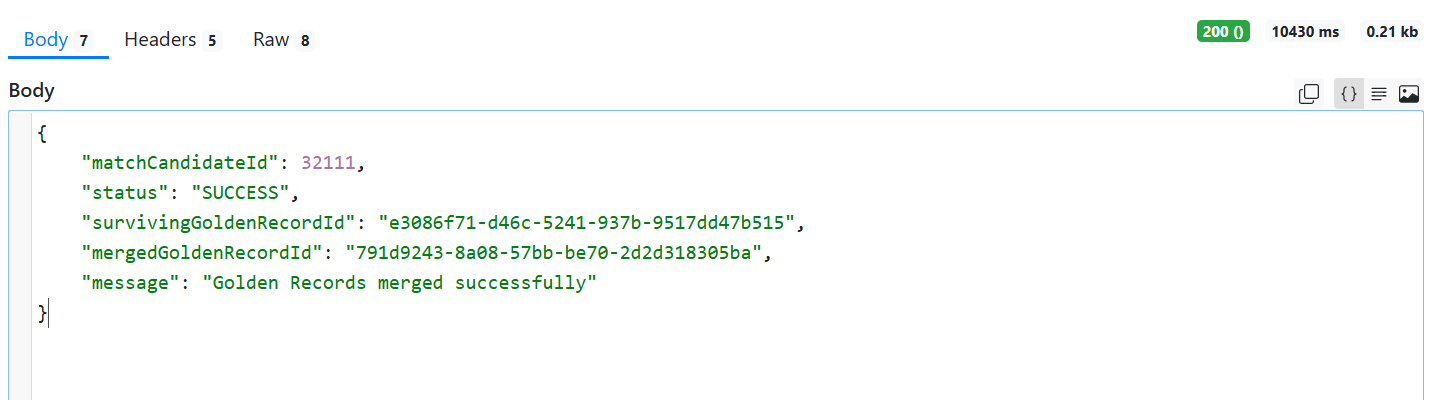 Body 7 Headers 5 Raw 8 200 () 10430 ms 0.21 kb
Body
{
    "matchCandidateId": 32111,
    "status": "SUCCESS",
    "survivingGoldenRecordId": "e3086f71-d46c-5241-937b-9517dd47b515",
    "mergedGoldenRecordId": "791d9243-8a08-57bb-be70-2d2d318305ba",
    "message": "Golden Records merged successfully"
}